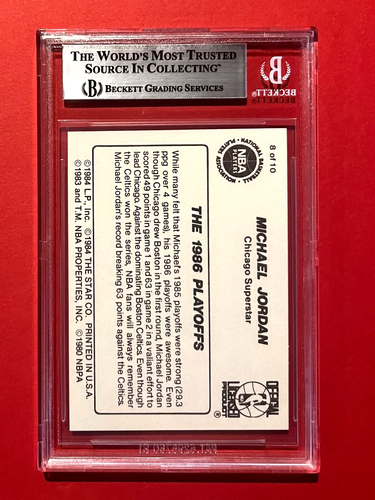 THE WORLD'S MOST TRUSTED
SOURCE IN COLLECTING™
BECKETT GRADING SERVICES
BECKETT
8 of 10
MICHAEL JORDAN
Chicago Superstar
NBA
PLAYERS
OFFICIAL
LICENSED
PRODUCT
®
THE 1986 PLAYOFFS
While many felt that Michael's 1985 playoffs were strong (29.3
ppg over 4 games), his 1986 playoffs were awesome. Even
though Chicago drew Boston in the first round, Michael Jordan
scored 49 points in game 1 and 63 in game 2 in a valiant effort to
lead Chicago. Against the dominating Boston Celtics. Even though
the Celtics won the series, NBA fans will always remember
Michael Jordan's record breaking 63 points against the Celtics.
©1984 L.P., Inc. ©1984 THE STAR CO. PRINTED IN U.S.A.
©1983 and T.M. NBA PROPERTIES, INC. ©1980 NBPA